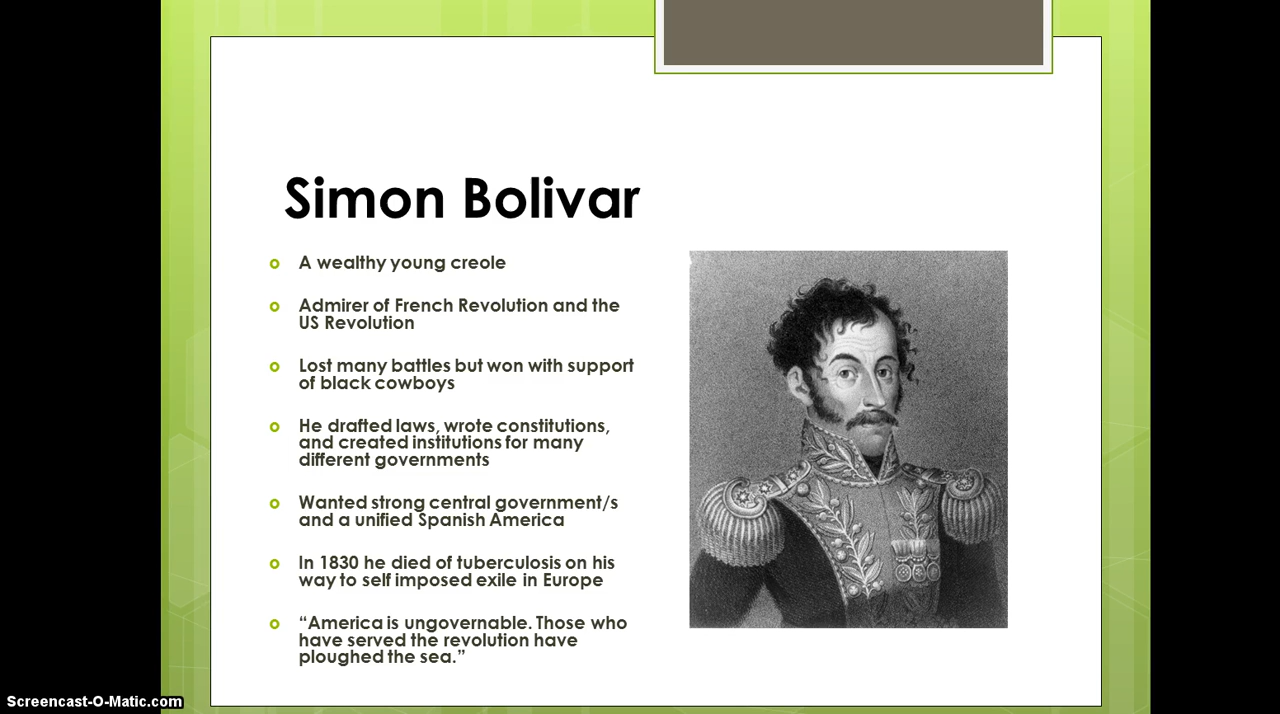 Simon Bolivar
A wealthy young creole
Admirer of French Revolution and the
US Revolution
Lost many battles but won with support
of black cowboys
He drafted laws, wrote constitutions,
and created institutions for many
different governments
Wanted strong central government/s
and a unified Spanish America
In 1830 he died of tuberculosis on his
way to self imposed exile in Europe
“America is ungovernable. Those who
have served the revolution have
ploughed the sea.”
Screencast-O-Matic.com